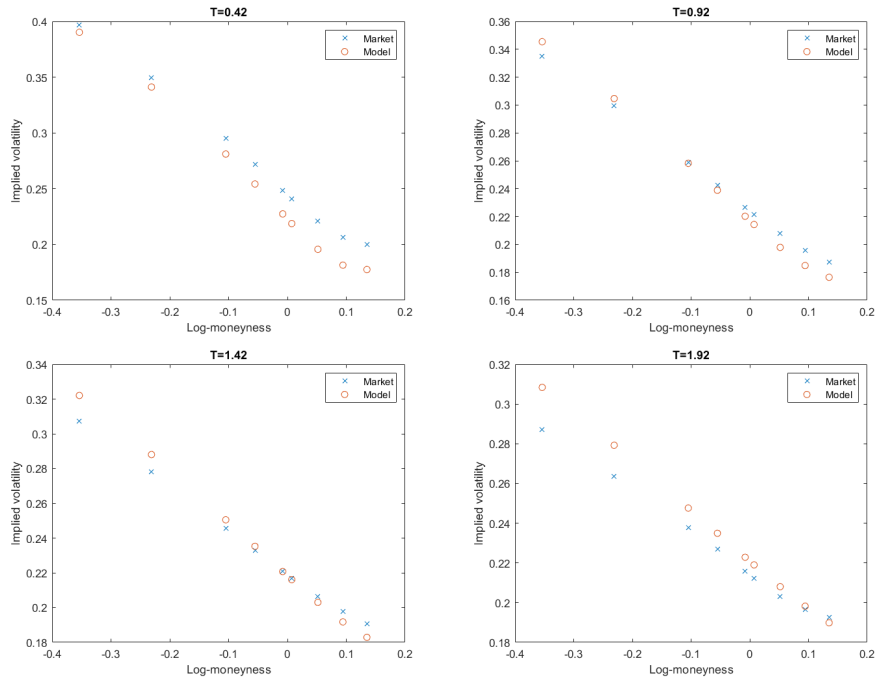 T=0.42
0.4
0.35
0.3
0.25
0.2
0.15
Implied volatility
Market
Model
-0.4 -0.3 -0.2 -0.1 0 0.1 0.2
Log-moneyness
T=0.92
0.36
0.34
0.32
0.3
0.28
0.26
0.24
0.22
0.2
0.18
0.16
Implied volatility
Market
Model
-0.4 -0.3 -0.2 -0.1 0 0.1 0.2
Log-moneyness
T=1.42
0.34
0.32
0.3
0.28
0.26
0.24
0.22
0.2
0.18
Implied volatility
Market
Model
-0.4 -0.3 -0.2 -0.1 0 0.1 0.2
Log-moneyness
T=1.92
0.32
0.3
0.28
0.26
0.24
0.22
0.2
0.18
Implied volatility
Market
Model
-0.4 -0.3 -0.2 -0.1 0 0.1 0.2
Log-moneyness